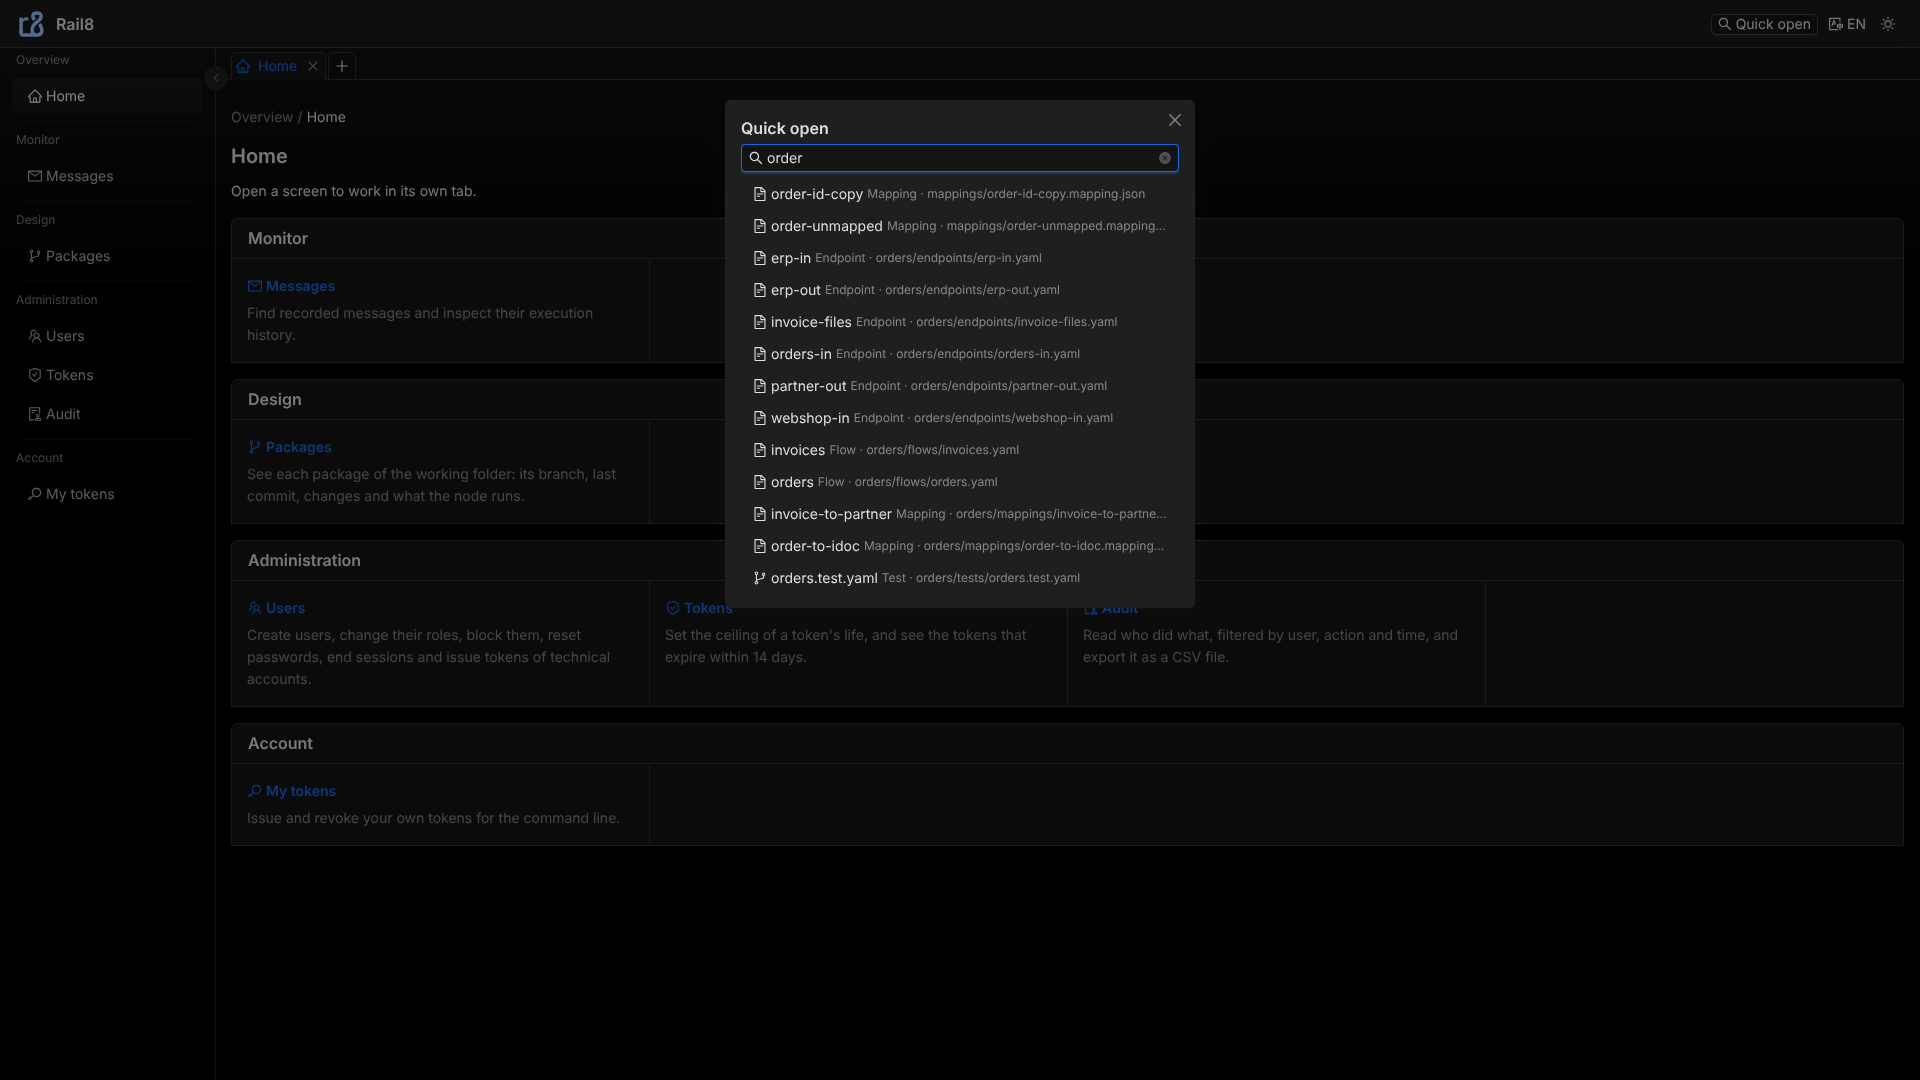 r8 Rail8
Quick open
EN
Overview
Home
Monitor
Messages
Design
Packages
Administration
Users
Tokens
Audit
Account
My tokens
Home
Overview / Home
Home
Open a screen to work in its own tab.
Monitor
Messages
Find recorded messages and inspect their execution
history.
Design
Packages
See each package of the working folder: its branch, last
commit, changes and what the node runs.
Administration
Users
Create users, change their roles, block them, reset
passwords, end sessions and issue tokens of technical
accounts.
Tokens
Set the ceiling of a token's life, and see the tokens that
expire within 14 days.
Audit
Read who did what, filtered by user, action and time, and
export it as a CSV file.
Account
My tokens
Issue and revoke your own tokens for the command line.
Quick open
order
order-id-copy Mapping · mappings/order-id-copy.mapping.json
order-unmapped Mapping · mappings/order-unmapped.mapping...
erp-in Endpoint · orders/endpoints/erp-in.yaml
erp-out Endpoint · orders/endpoints/erp-out.yaml
invoice-files Endpoint · orders/endpoints/invoice-files.yaml
orders-in Endpoint · orders/endpoints/orders-in.yaml
partner-out Endpoint · orders/endpoints/partner-out.yaml
webshop-in Endpoint · orders/endpoints/webshop-in.yaml
invoices Flow · orders/flows/invoices.yaml
orders Flow · orders/flows/orders.yaml
invoice-to-partner Mapping · orders/mappings/invoice-to-partne...
order-to-idoc Mapping · orders/mappings/order-to-idoc.mapping...
orders.test.yaml Test · orders/tests/orders.test.yaml